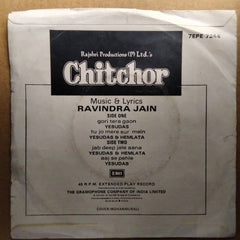 Rajshri Productions (P) Ltd.'s
Chitchor
Music & Lyrics
RAVINDRA JAIN
SIDE ONE
gori tera gaon
YESUDAS
tu jo mere sur mein
YESUDAS & HEMLATA
SIDE TWO
jab deep jale aana
YESUDAS & HEMLATA
aaj se pehle
YESUDAS
EMI
45 R.P.M. EXTENDED PLAY RECORD
THE GRAMOPHONE COMPANY OF INDIA LIMITED